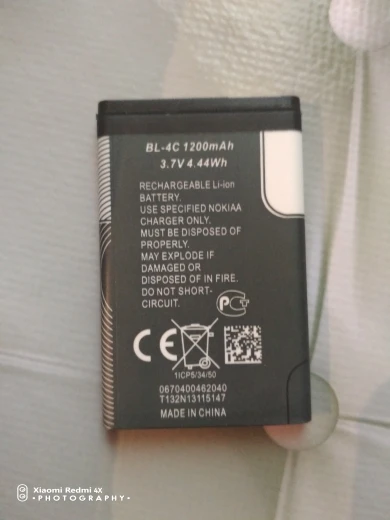 BL-4C 1200mAh
3.7V 4.44Wh
RECHARGEABLE Li-ion
BATTERY.
USE SPECIFIED NOKIAA
CHARGER ONLY.
MUST BE DISPOSED OF
PROPERLY.
MAY EXPLODE IF
DAMAGED OR
DISPOSED OF IN FIRE.
DO NOT SHORT-
CIRCUIT.
PCT
CE
1ICP5/34/50
0670400462040
T132N13115147
MADE IN CHINA
Xiaomi Redmi 4X
•PHOTOGRAPHY•